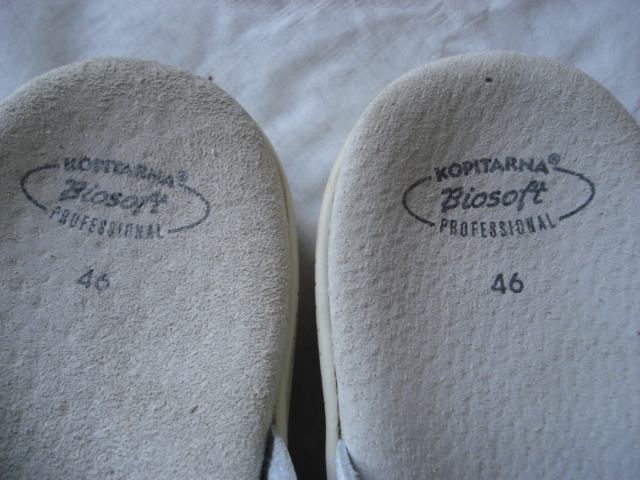 KOPITARNA®
Biosoft
PROFESSIONAL
46
KOPITARNA®
Biosoft
PROFESSIONAL
46